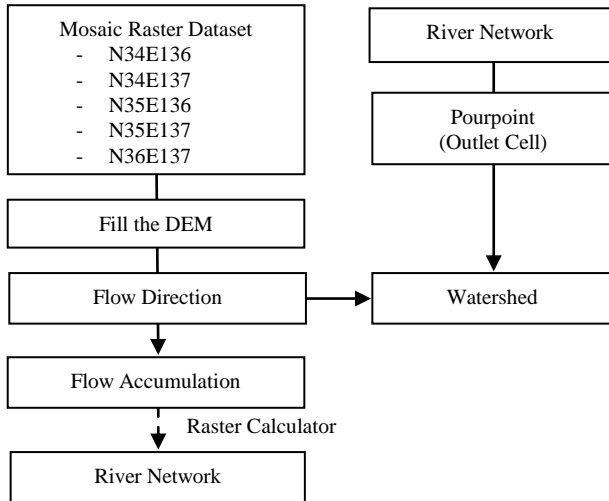 Mosaic Raster Dataset
- N34E136
- N34E137
- N35E136
- N35E137
- N36E137
Fill the DEM
Flow Direction
Flow Accumulation
Raster Calculator
River Network
River Network
Pourpoint
(Outlet Cell)
Watershed